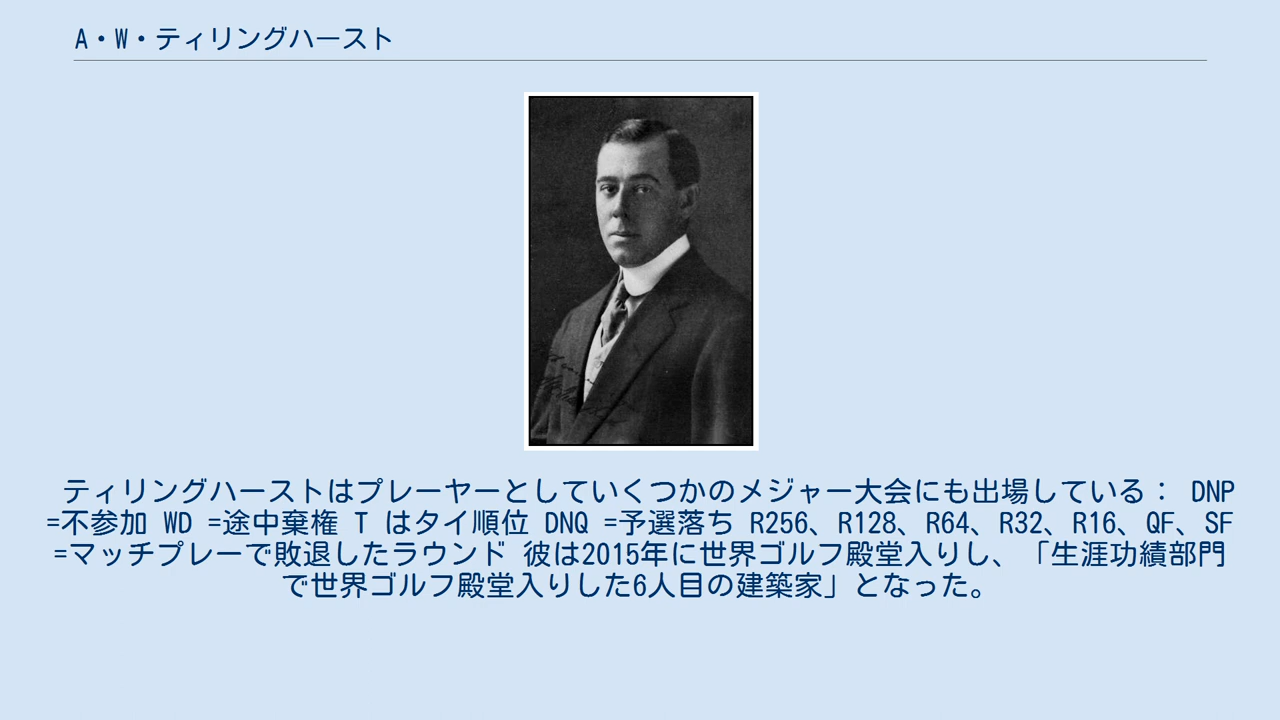 A・W・ティリングハースト
ティリングハーストはプレーヤーとしていくつかのメジャー大会にも出場している： DNP
=不参加 WD =途中棄権 T はタイ順位 DNQ =予選落ち R256、R128、R64、R32、R16、QF、SF
=マッチプレーで敗退したラウンド 彼は2015年に世界ゴルフ殿堂入りし、「生涯功績部門
で世界ゴルフ殿堂入りした6人目の建築家」となった。